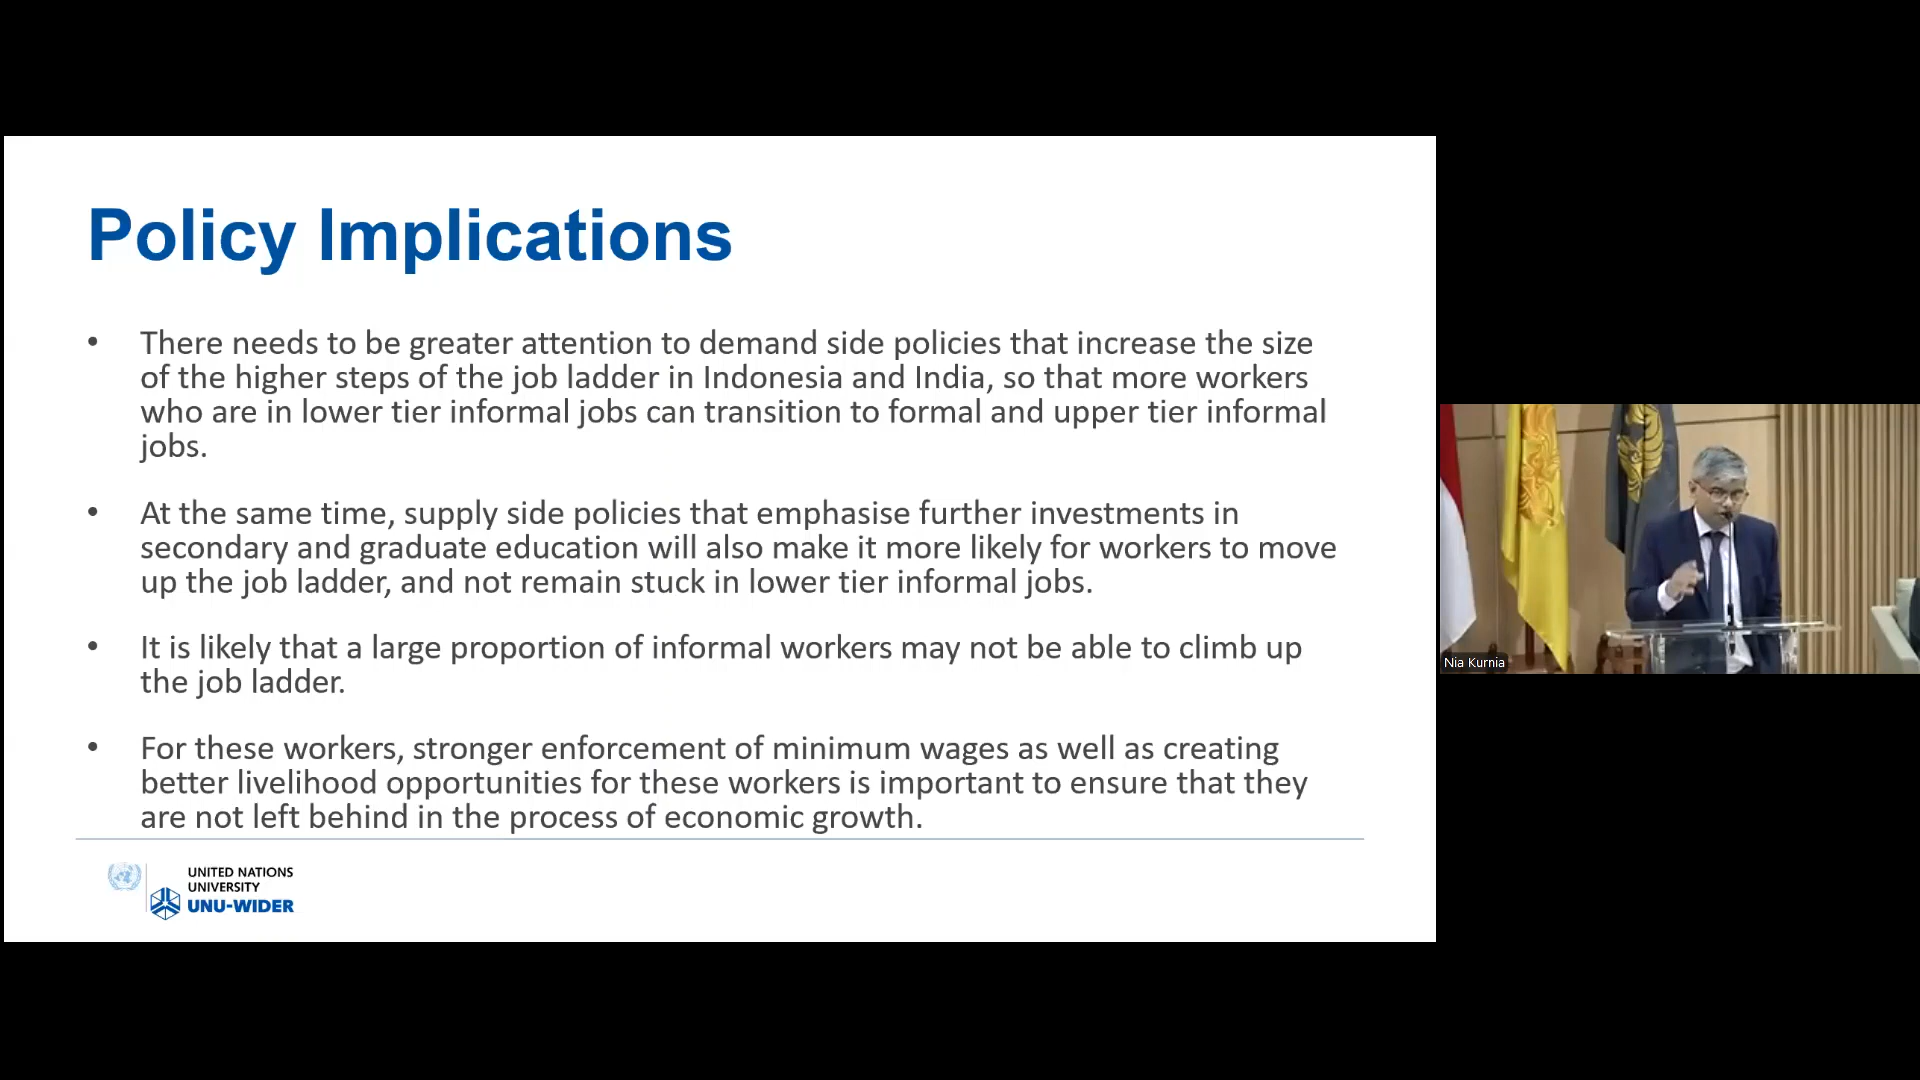 Policy Implications
• There needs to be greater attention to demand side policies that increase the size
of the higher steps of the job ladder in Indonesia and India, so that more workers
who are in lower tier informal jobs can transition to formal and upper tier informal
jobs.
• At the same time, supply side policies that emphasise further investments in
secondary and graduate education will also make it more likely for workers to move
up the job ladder, and not remain stuck in lower tier informal jobs.
• It is likely that a large proportion of informal workers may not be able to climb up
the job ladder.
• For these workers, stronger enforcement of minimum wages as well as creating
better livelihood opportunities for these workers is important to ensure that they
are not left behind in the process of economic growth.
UNITED NATIONS
UNIVERSITY
UNU-WIDER
Nia Kurnia